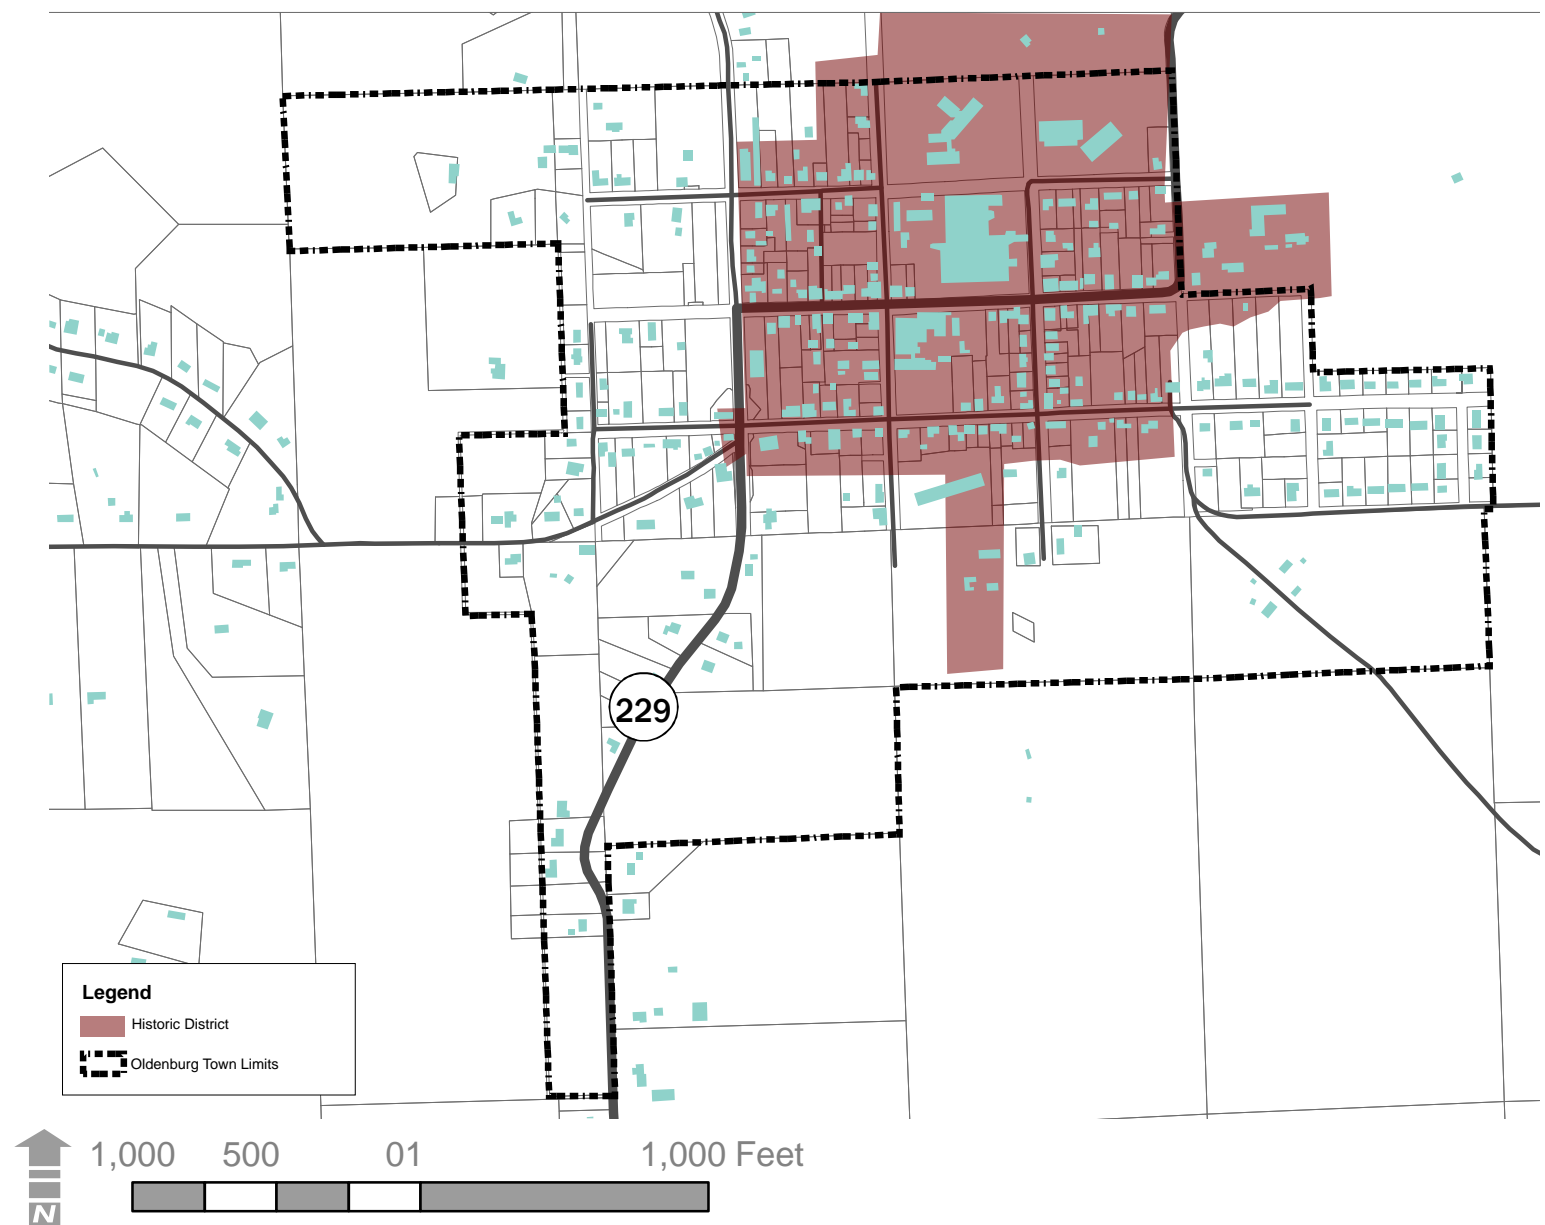 229
Legend
Historic District
Oldenburg Town Limits
1,000 500 01 1,000 Feet
N